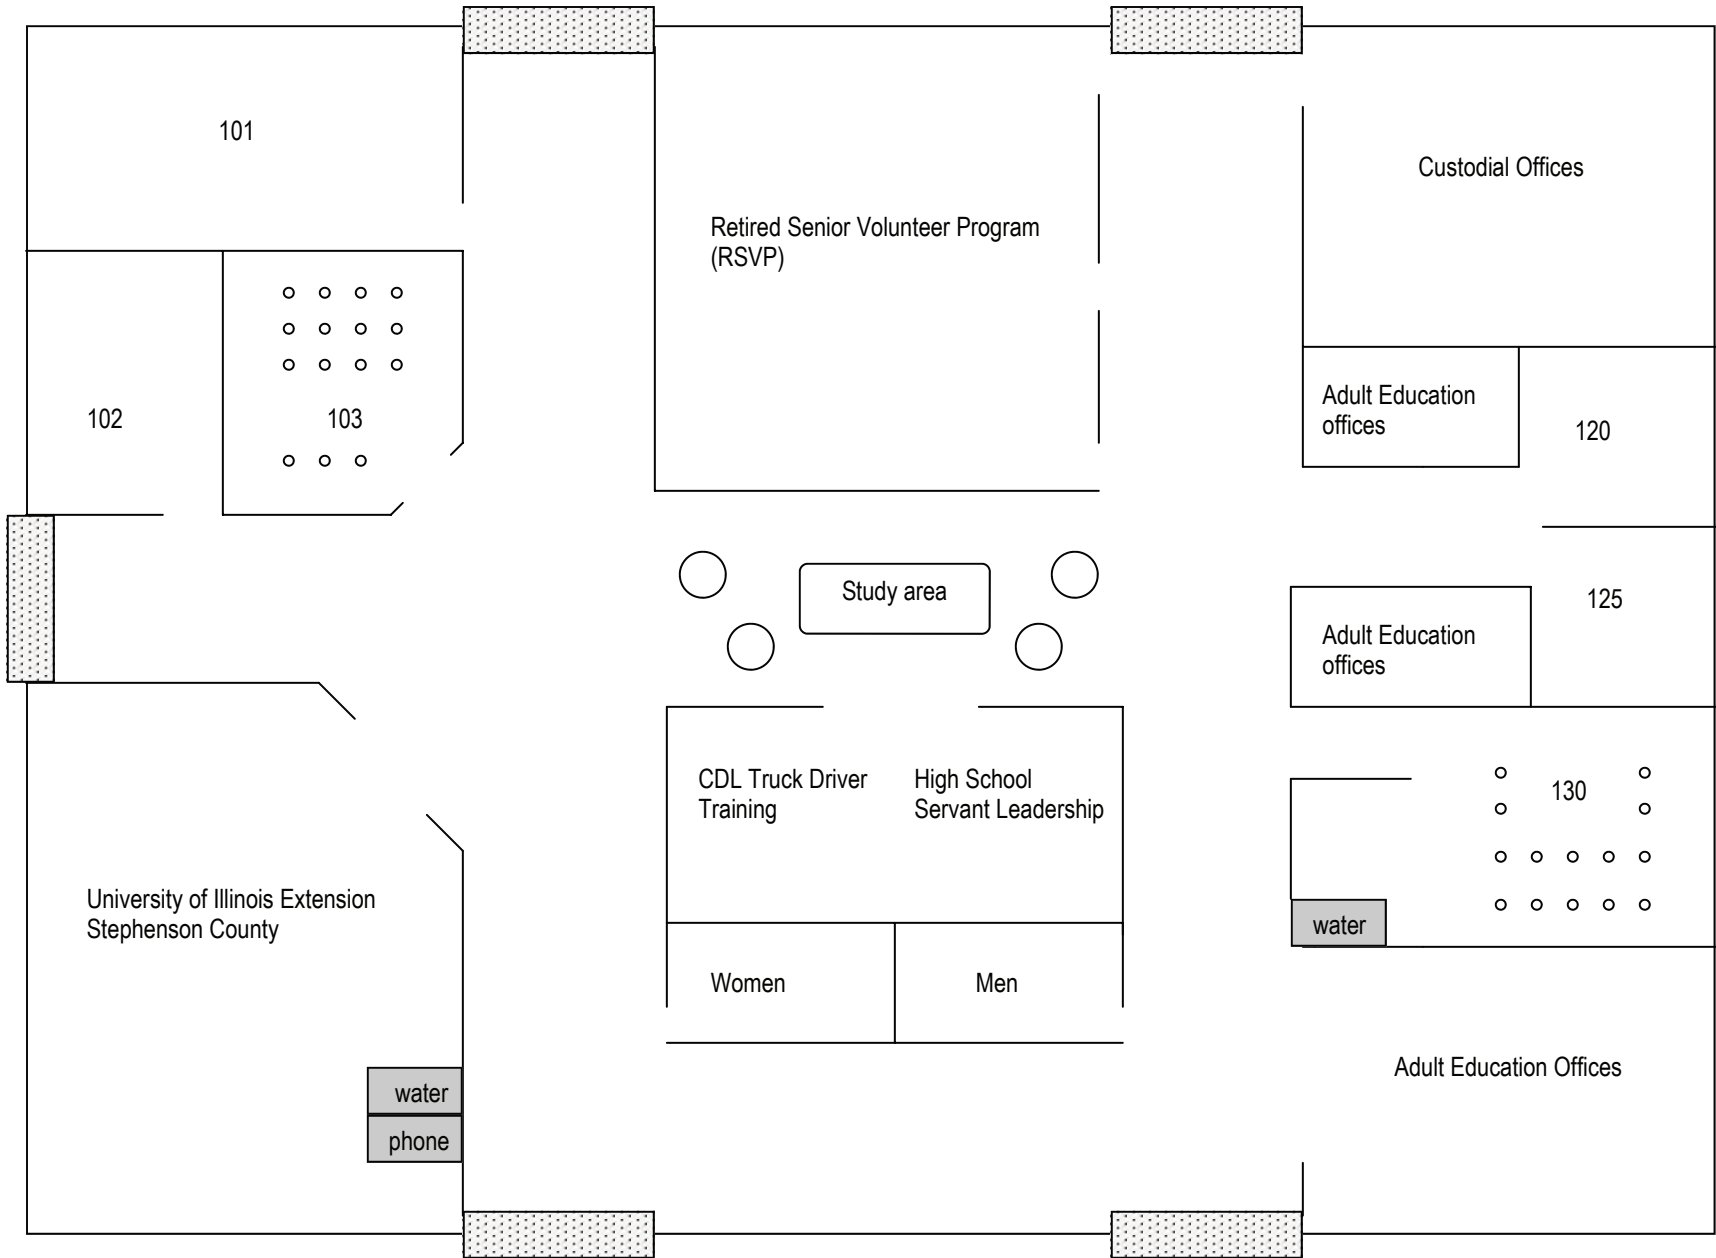 101
Custodial Offices
Retired Senior Volunteer Program
(RSVP)
102
103
Adult Education
offices
120
Study area
125
Adult Education
offices
CDL Truck Driver
Training
High School
Servant Leadership
130
University of Illinois Extension
Stephenson County
water
Women
Men
Adult Education Offices
water
phone